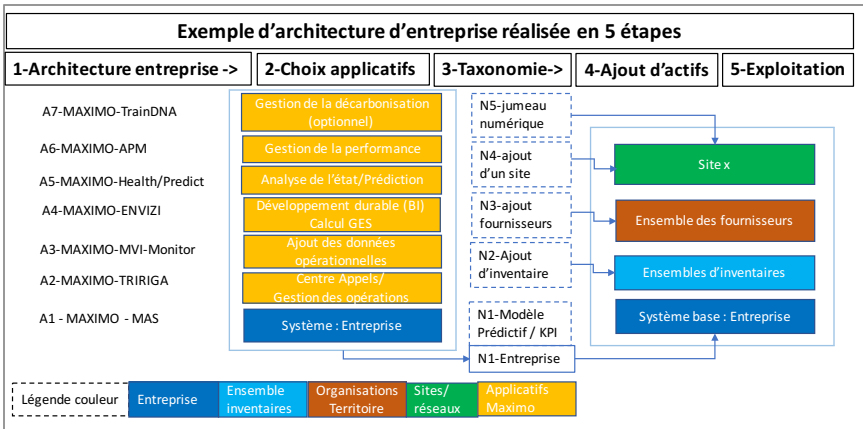 Exemple d'architecture d'entreprise réalisée en 5 étapes
1-Architecture entreprise ->
2-Choix applicatifs
3-Taxonomie->
4-Ajout d'actifs
5-Exploitation
A7-MAXIMO-TrainDNA
A6-MAXIMO-APM
A5-MAXIMO-Health/Predict
A4-MAXIMO-ENVIZI
A3-MAXIMO-MVI-Monitor
A2-MAXIMO-TRIRIGA
A1 - MAXIMO - MAS
Gestion de la décarbonisation
(optionnel)
Gestion de la performance
Analyse de l'état/Prédiction
Développement durable (BI)
Calcul GES
Ajout des données
opérationnelles
Centre Appels/
Gestion des opérations
Système : Entreprise
N5-jumeau
numérique
N4-ajout
d'un site
N3-ajout
fournisseurs
N2-Ajout
d'inventaire
N1-Modèle
Prédictif / KPI
N1-Entreprise
Site x
Ensemble des fournisseurs
Ensembles d'inventaires
Système base : Entreprise
Légende couleur
Entreprise
Ensemble
inventaires
Organisations
Territoire
Sites/
réseaux
Applicatifs
Maximo